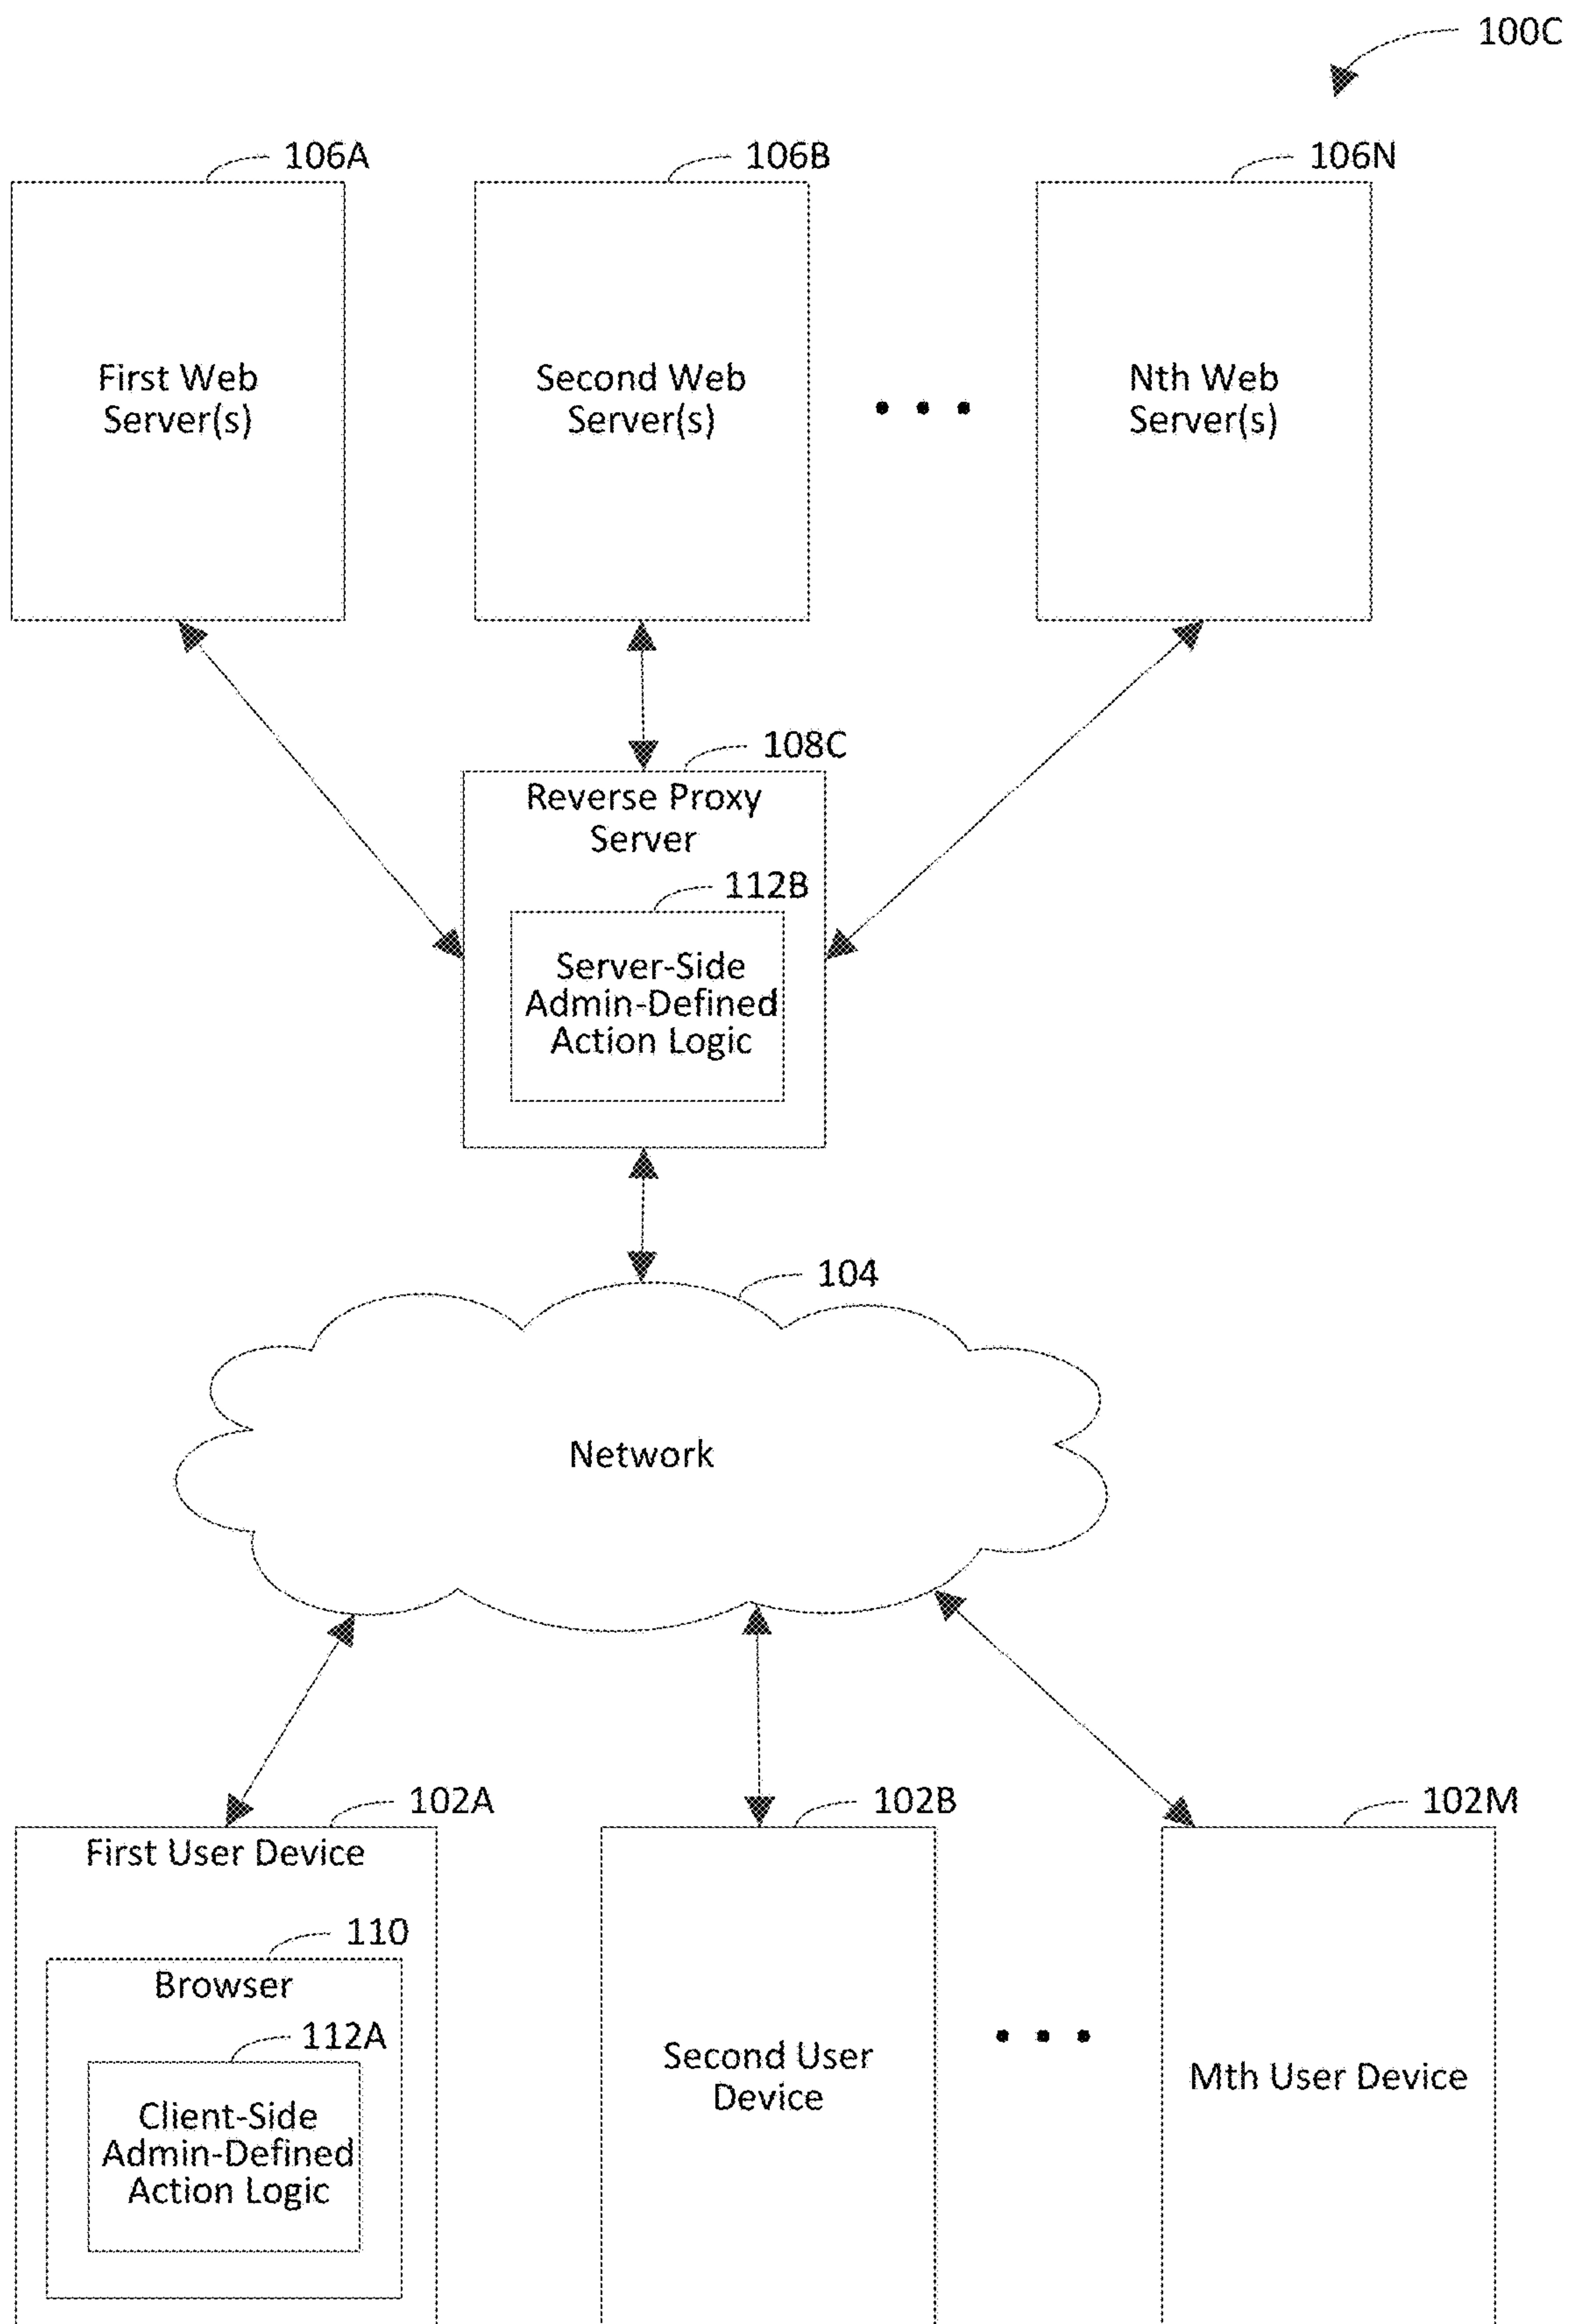 100C
106A
106B
106N
First Web
Server(s)
Second Web
Server(s)
Nth Web
Server(s)
108C
Reverse Proxy
Server
112B
Server-Side
Admin-Defined
Action Logic
104
Network
102A
102B
102M
First User Device
110
Browser
112A
Client-Side
Admin-Defined
Action Logic
Second User
Device
Mth User Device